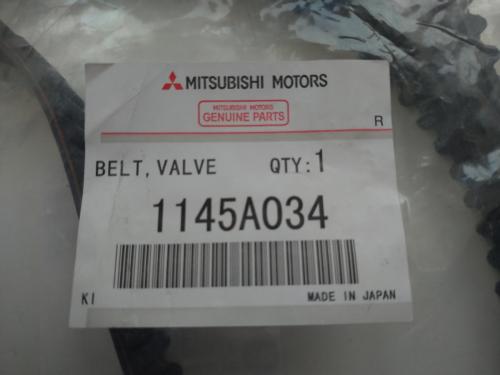 MITSUBISHI MOTORS
MITSUBISHI MOTORS
GENUINE PARTS
R
BELT, VALVE QTY:1
1145A034
KI MADE IN JAPAN